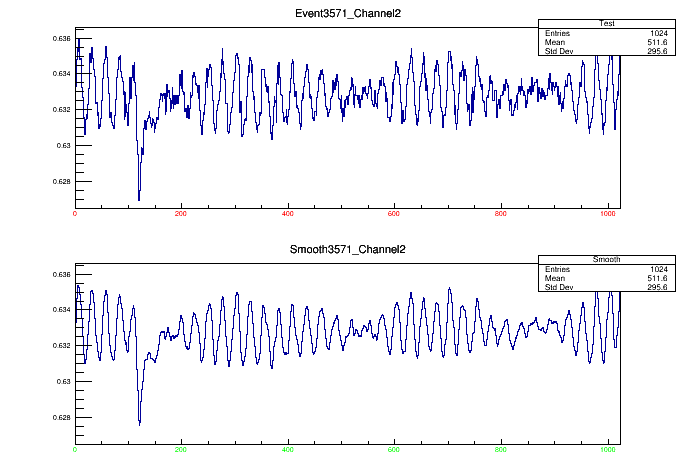 Event3571_Channel2
Test
Entries 1024
Mean 511.6
Std Dev 295.6
0.636
0.634
0.632
0.63
0.628
0 200 400 600 800 1000
Smooth3571_Channel2
Smooth
Entries 1024
Mean 511.6
Std Dev 295.6
0.636
0.634
0.632
0.63
0.628
0 200 400 600 800 1000